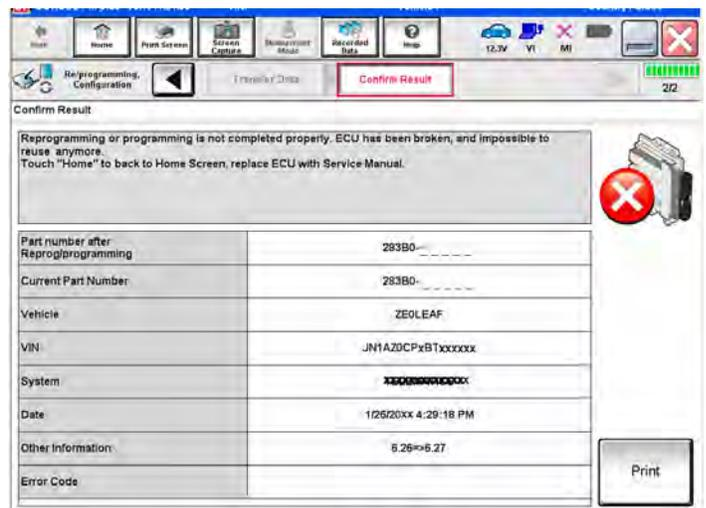 Home
Print Screen
Screen
Capture
Measurement
Mode
Recorded
Data
Help
12.3V
VI
MI
Re/programming,
Configuration
Transfer Data
Confirm Result
2/2
Confirm Result
Reprogramming or programming is not completed properly. ECU has been broken, and impossible to
reuse anymore.
Touch "Home" to back to Home Screen, replace ECU with Service Manual.
Part number after
Reprog/programming
283B0-_ _ _ _ _
Current Part Number
283B0-_ _ _ _ _
Vehicle
ZE0LEAF
VIN
JN1AZ0CPxBTxxxxxx
System
Date
1/26/20XX 4:29:18 PM
Other Information
6.26=>6.27
Error Code
Print